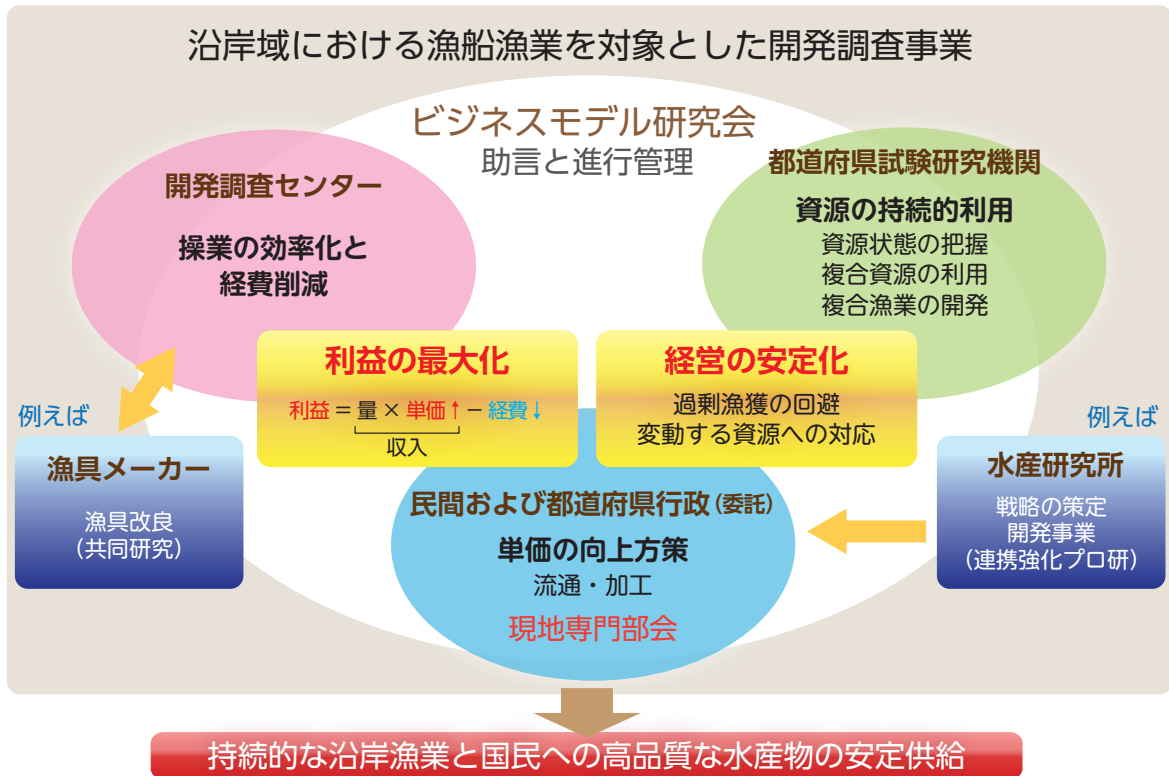 沿岸域における漁船漁業を対象とした開発調査事業
ビジネスモデル研究会
助言と進行管理
開発調査センター
操業の効率化と
経費削減
都道府県試験研究機関
資源の持続的利用
資源状態の把握
複合資源の利用
複合漁業の開発
利益の最大化
利益 = 量 × 単価↑ − 経費↓
収入
経営の安定化
過剰漁獲の回避
変動する資源への対応
例えば
漁具メーカー
漁具改良
(共同研究)
民間および都道府県行政(委託)
単価の向上方策
流通・加工
現地専門部会
例えば
水産研究所
戦略の策定
開発事業
(連携強化プロ研)
持続的な沿岸漁業と国民への高品質な水産物の安定供給